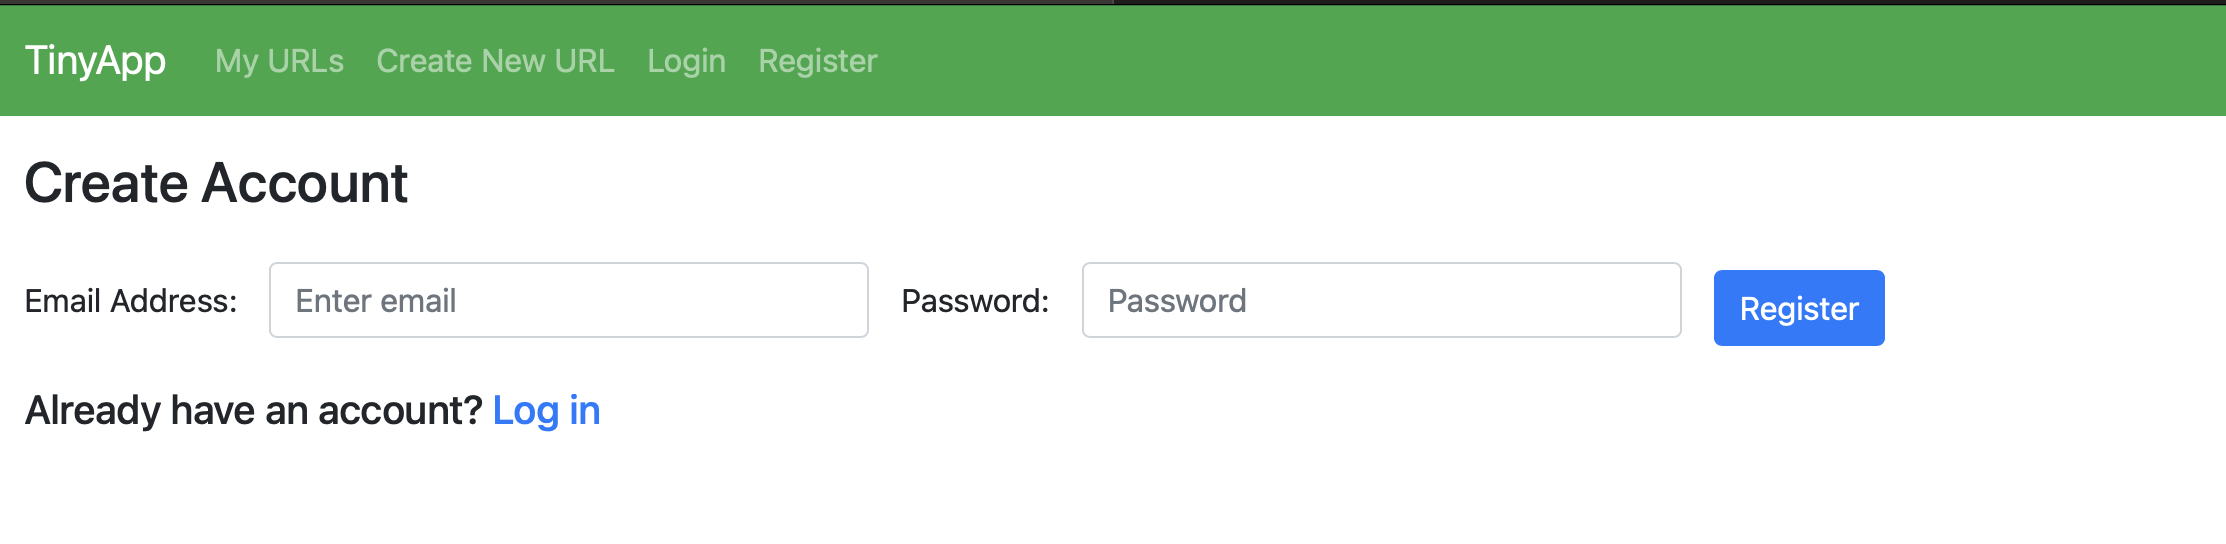 TinyApp My URLs Create New URL Login Register
Create Account
Email Address: Enter email Password: Password Register
Already have an account? Log in